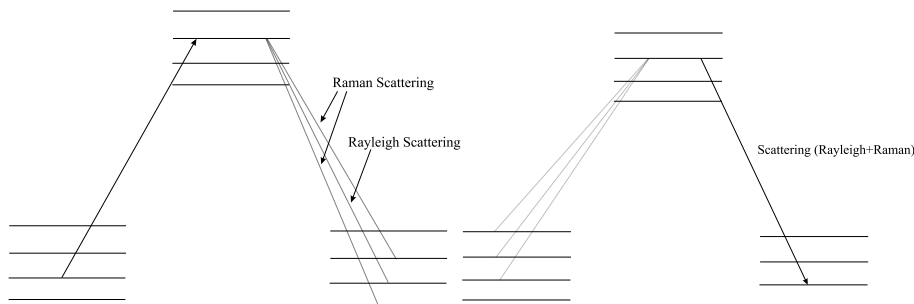 Raman Scattering
Rayleigh Scattering
Scattering (Rayleigh+Raman)